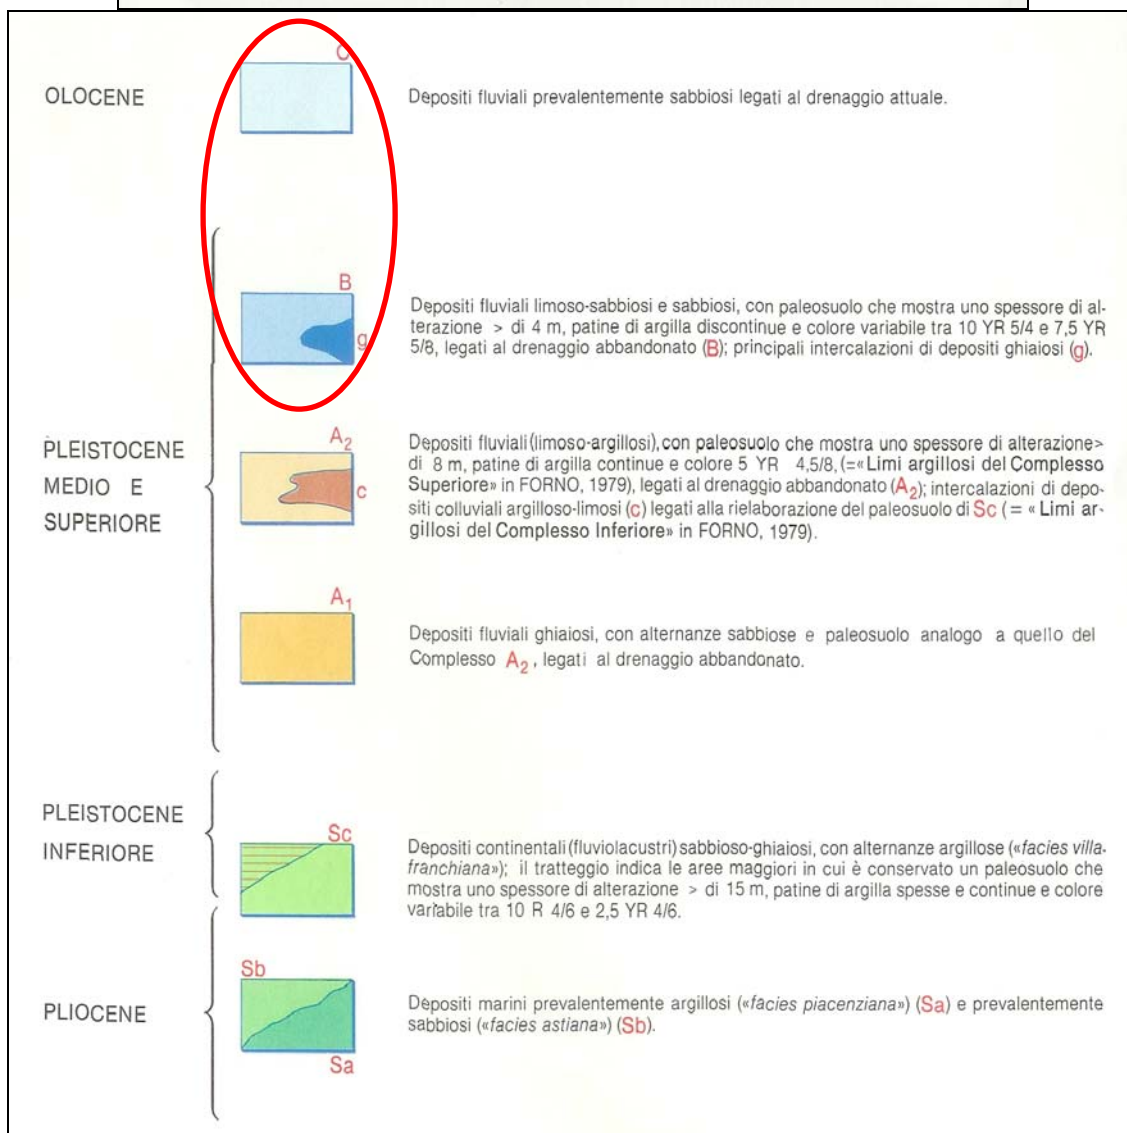 C
OLOCENE
Depositi fluviali prevalentemente sabbiosi legati al drenaggio attuale.
B
g
Depositi fluviali limoso-sabbiosi e sabbiosi, con paleosuolo che mostra uno spessore di al-
terazione > di 4 m, patine di argilla discontinue e colore variabile tra 10 YR 5/4 e 7,5 YR
5/8, legati al drenaggio abbandonato (B); principali intercalazioni di depositi ghiaiosi (g).
PLEISTOCENE
MEDIO E
SUPERIORE
A2
c
Depositi fluviali (limoso-argillosi), con paleosuolo che mostra uno spessore di alterazione>
di 8 m, patine di argilla continue e colore 5 YR 4,5/8, (=«Limi argillosi del Complesso
Superiore» in FORNO, 1979), legati al drenaggio abbandonato (A2); intercalazioni di depo-
siti colluviali argilloso-limosi (c) legati alla rielaborazione del paleosuolo di Sc (= « Limi ar-
gillosi del Complesso Inferiore» in FORNO, 1979).
A1
Depositi fluviali ghiaiosi, con alternanze sabbiose e paleosuolo analogo a quello del
Complesso A2, legati al drenaggio abbandonato.
PLEISTOCENE
INFERIORE
Sc
Depositi continentali (fluviolacustri) sabbioso-ghiaiosi, con alternanze argillose («facies villa-
franchiana»); il tratteggio indica le aree maggiori in cui è conservato un paleosuolo che
mostra uno spessore di alterazione > di 15 m, patine di argilla spesse e continue e colore
variabile tra 10 R 4/6 e 2,5 YR 4/6.
PLIOCENE
Sb
Sa
Depositi marini prevalentemente argillosi («facies piacenziana») (Sa) e prevalentemente
sabbiosi («facies astiana») (Sb).